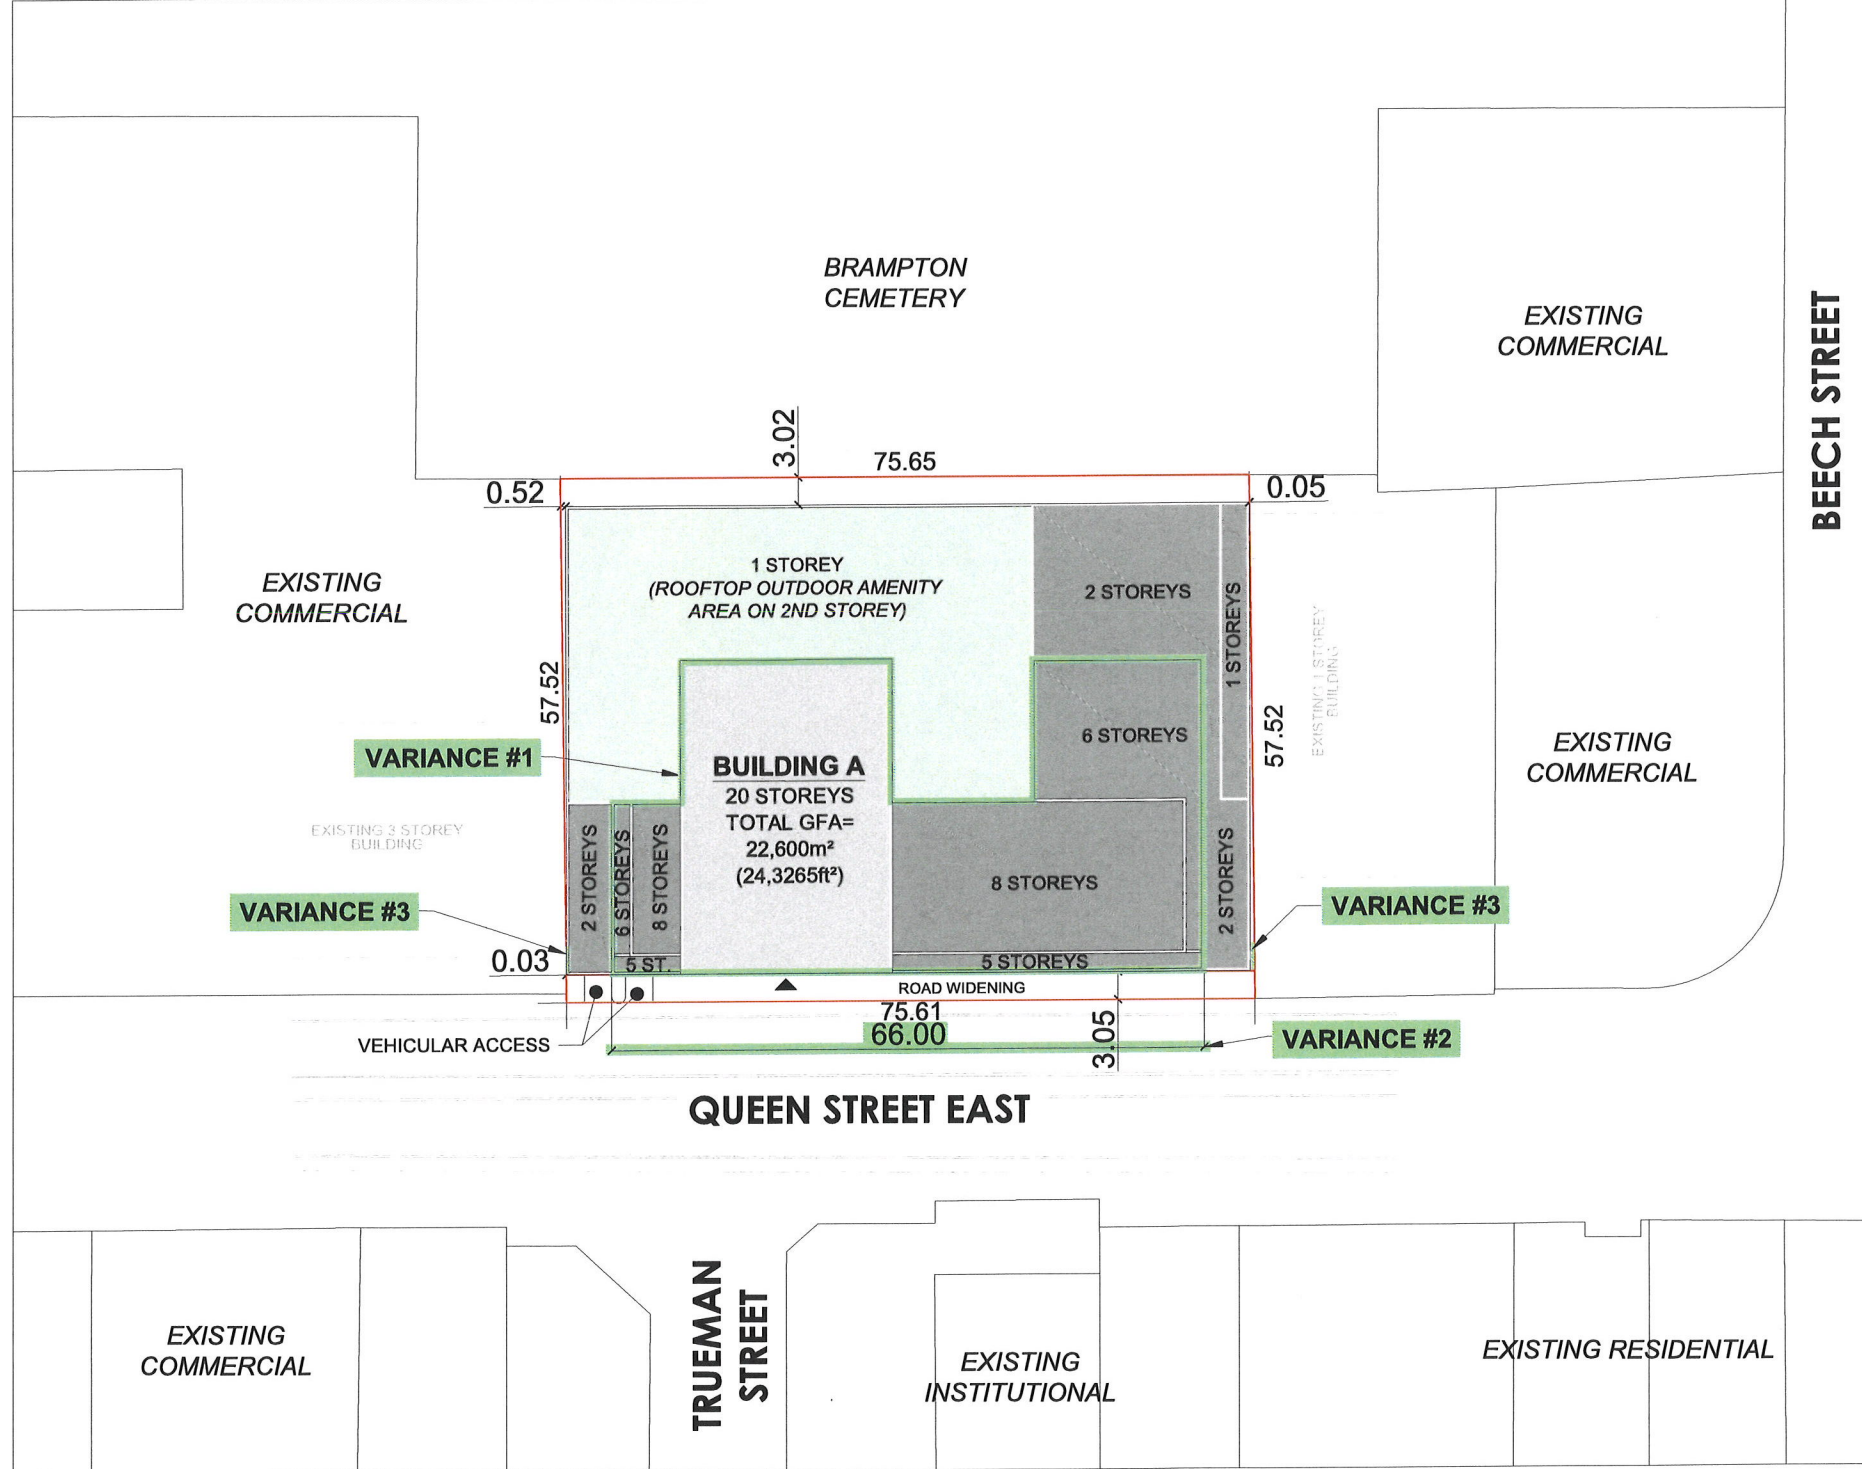 BRAMPTON
CEMETERY
EXISTING
COMMERCIAL
BEECH STREET
3.02
75.65
0.52
0.05
1 STOREY
(ROOFTOP OUTDOOR AMENITY
AREA ON 2ND STOREY)
2 STOREYS
1 STOREYS
EXISTING
COMMERCIAL
EXISTING 1 STOREY
BUILDING
57.52
6 STOREYS
57.52
VARIANCE #1
BUILDING A
20 STOREYS
TOTAL GFA=
22,600m²
(24,3265ft²)
EXISTING
COMMERCIAL
EXISTING 3 STOREY
BUILDING
2 STOREYS
6 STOREYS
8 STOREYS
8 STOREYS
2 STOREYS
VARIANCE #3
VARIANCE #3
0.03
5 ST.
5 STOREYS
ROAD WIDENING
75.61
66.00
3.05
VEHICULAR ACCESS
VARIANCE #2
QUEEN STREET EAST
TRUEMAN
STREET
EXISTING
COMMERCIAL
EXISTING
INSTITUTIONAL
EXISTING RESIDENTIAL